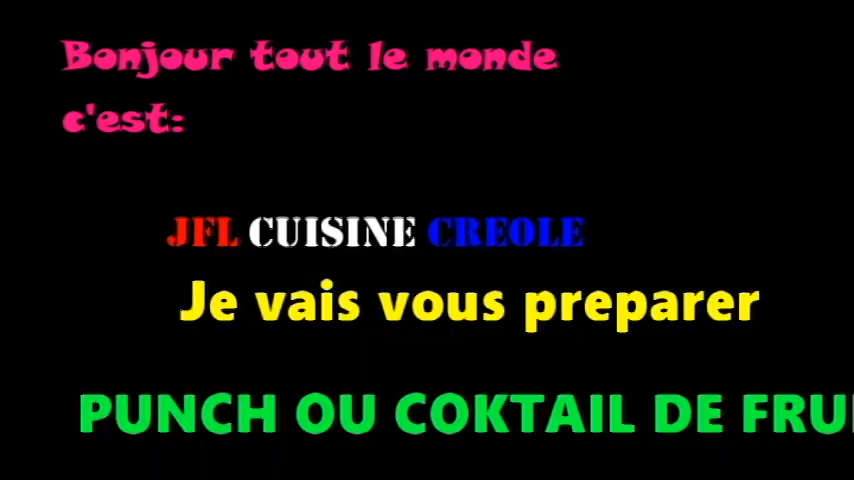 Bonjour tout le monde
c'est:
JFL CUISINE CREOLE
Je vais vous preparer
PUNCH OU COKTAIL DE